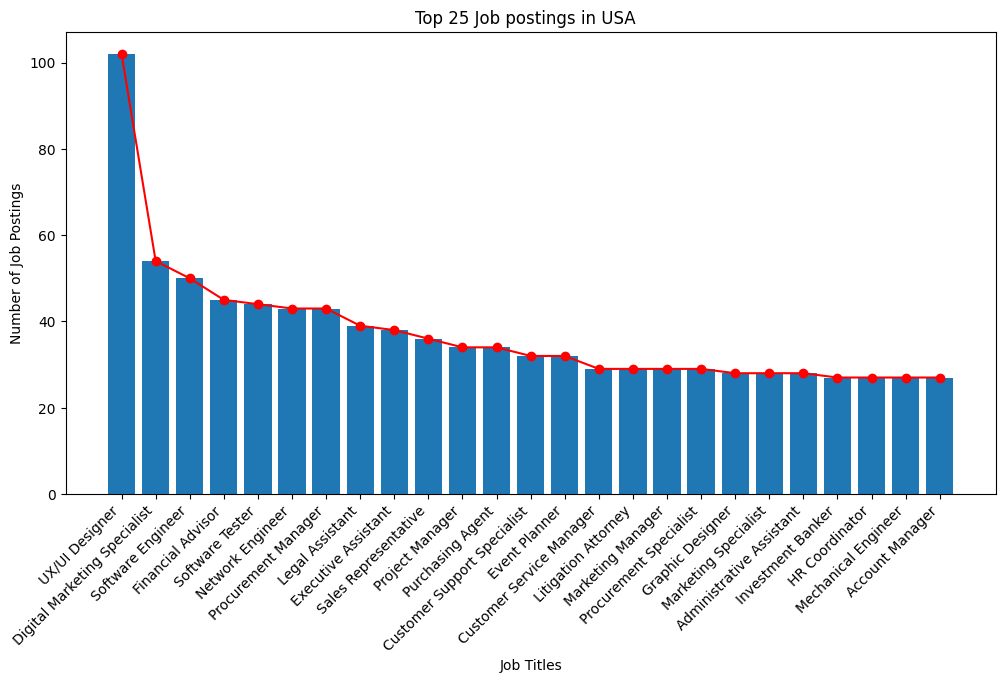 Top 25 Job postings in USA
Number of Job Postings
100
80
60
40
20
0
UX/UI Designer
Digital Marketing Specialist
Software Engineer
Financial Advisor
Software Tester
Network Engineer
Procurement Manager
Legal Assistant
Executive Assistant
Sales Representative
Project Manager
Purchasing Agent
Customer Support Specialist
Event Planner
Customer Service Manager
Litigation Attorney
Marketing Manager
Procurement Specialist
Graphic Designer
Marketing Specialist
Administrative Assistant
Investment Banker
HR Coordinator
Mechanical Engineer
Account Manager
Job Titles